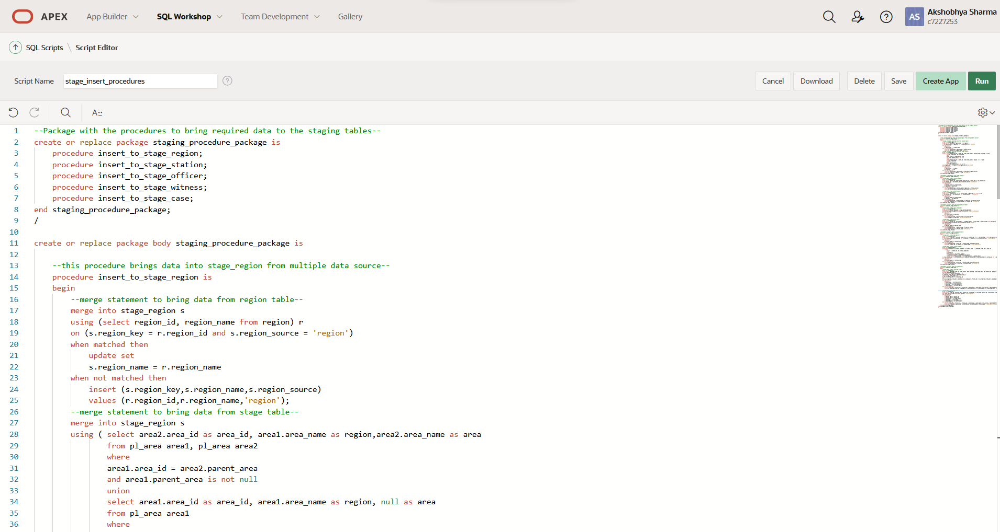 APEX App Builder SQL Workshop Team Development Gallery AS Akshobhya Sharma
c7227253
SQL Scripts \ Script Editor
Script Name stage_insert_procedures ? Cancel Download Delete Save Create App Run
A::
1 --Package with the procedures to bring required data to the staging tables--
2 create or replace package staging_procedure_package is
3 procedure insert_to_stage_region;
4 procedure insert_to_stage_station;
5 procedure insert_to_stage_officer;
6 procedure insert_to_stage_witness;
7 procedure insert_to_stage_case;
8 end staging_procedure_package;
9 /
10
11 create or replace package body staging_procedure_package is
12
13 --this procedure brings data into stage_region from multiple data source--
14 procedure insert_to_stage_region is
15 begin
16 --merge statement to bring data from region table--
17 merge into stage_region s
18 using (select region_id, region_name from region) r
19 on (s.region_key = r.region_id and s.region_source = 'region')
20 when matched then
21 update set
22 s.region_name = r.region_name
23 when not matched then
24 insert (s.region_key,s.region_name,s.region_source)
25 values (r.region_id,r.region_name,'region');
26 --merge statement to bring data from stage table--
27 merge into stage_region s
28 using ( select area2.area_id as area_id, area1.area_name as region,area2.area_name as area
29 from pl_area area1, pl_area area2
30 where
31 area1.area_id = area2.parent_area
32 and area1.parent_area is not null
33 union
34 select area1.area_id as area_id, area1.area_name as region, null as area
35 from pl_area area1
36 where